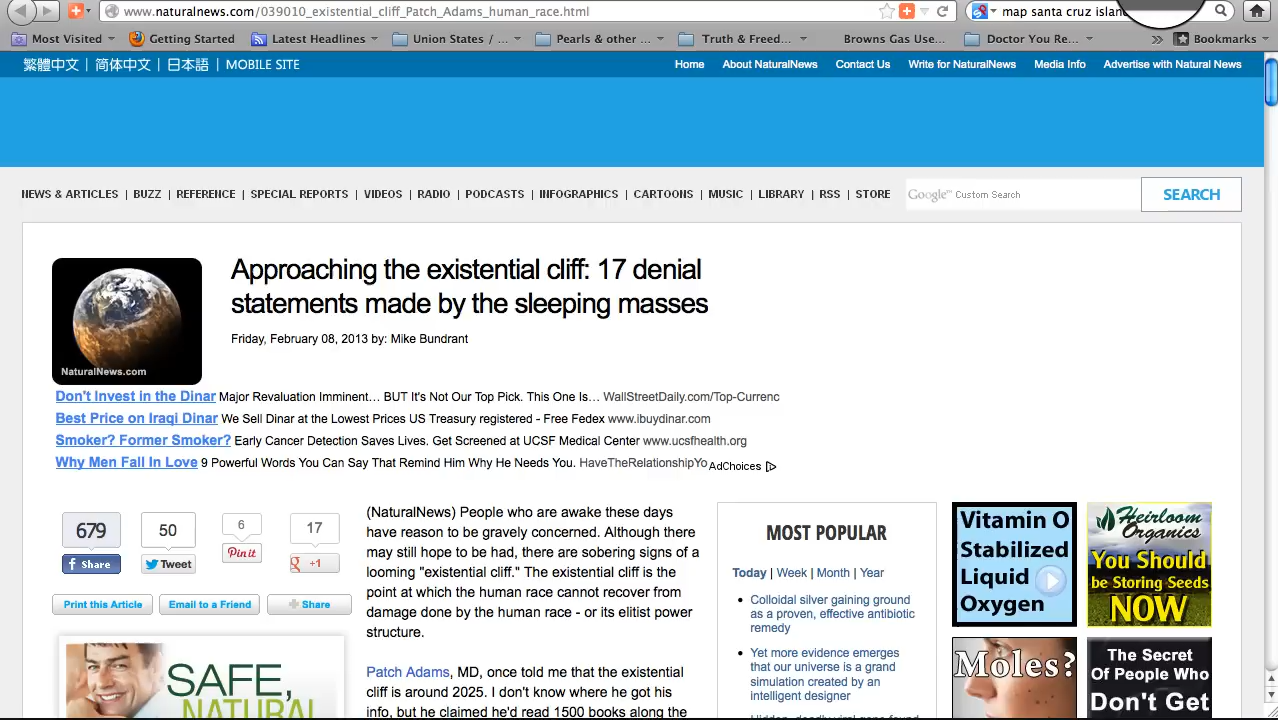 www.naturalnews.com/039010_existential_cliff_Patch_Adams_human_race.html
map santa cruz island
Most Visited
Getting Started
Latest Headlines
Union States / ...
Pearls & other ...
Truth & Freed...
Browns Gas Use...
Doctor You Re...
Bookmarks
繁體中文 | 简体中文 | 日本語 | MOBILE SITE
Home About NaturalNews Contact Us Write for NaturalNews Media Info Advertise with Natural News
NEWS & ARTICLES | BUZZ | REFERENCE | SPECIAL REPORTS | VIDEOS | RADIO | PODCASTS | INFOGRAPHICS | CARTOONS | MUSIC | LIBRARY | RSS | STORE
Google™ Custom Search
SEARCH
Approaching the existential cliff: 17 denial
statements made by the sleeping masses
Friday, February 08, 2013 by: Mike Bundrant
NaturalNews.com
Don't Invest in the Dinar Major Revaluation Imminent... BUT It's Not Our Top Pick. This One Is... WallStreetDaily.com/Top-Currenc
Best Price on Iraqi Dinar We Sell Dinar at the Lowest Prices US Treasury registered - Free Fedex www.ibuydinar.com
Smoker? Former Smoker? Early Cancer Detection Saves Lives. Get Screened at UCSF Medical Center www.ucsfhealth.org
Why Men Fall In Love 9 Powerful Words You Can Say That Remind Him Why He Needs You. HaveTheRelationshipYo
AdChoices
679
50
6
17
Share
Tweet
Pin it
+1
Print this Article
Email to a Friend
Share
SAFE,
NATURAL
(NaturalNews) People who are awake these days
have reason to be gravely concerned. Although there
may still hope to be had, there are sobering signs of a
looming "existential cliff." The existential cliff is the
point at which the human race cannot recover from
damage done by the human race - or its elitist power
structure.
Patch Adams, MD, once told me that the existential
cliff is around 2025. I don't know where he got his
info, but he claimed he'd read 1500 books along the
MOST POPULAR
Today | Week | Month | Year
Colloidal silver gaining ground
as a proven, effective antibiotic
remedy
Yet more evidence emerges
that our universe is a grand
simulation created by an
intelligent designer
Hidden, deadly viral gene found
Vitamin O
Stabilized
Liquid
Oxygen
Heirloom
Organics
You Should
be Storing Seeds
NOW
Moles?
The Secret
Of People Who
Don't Get